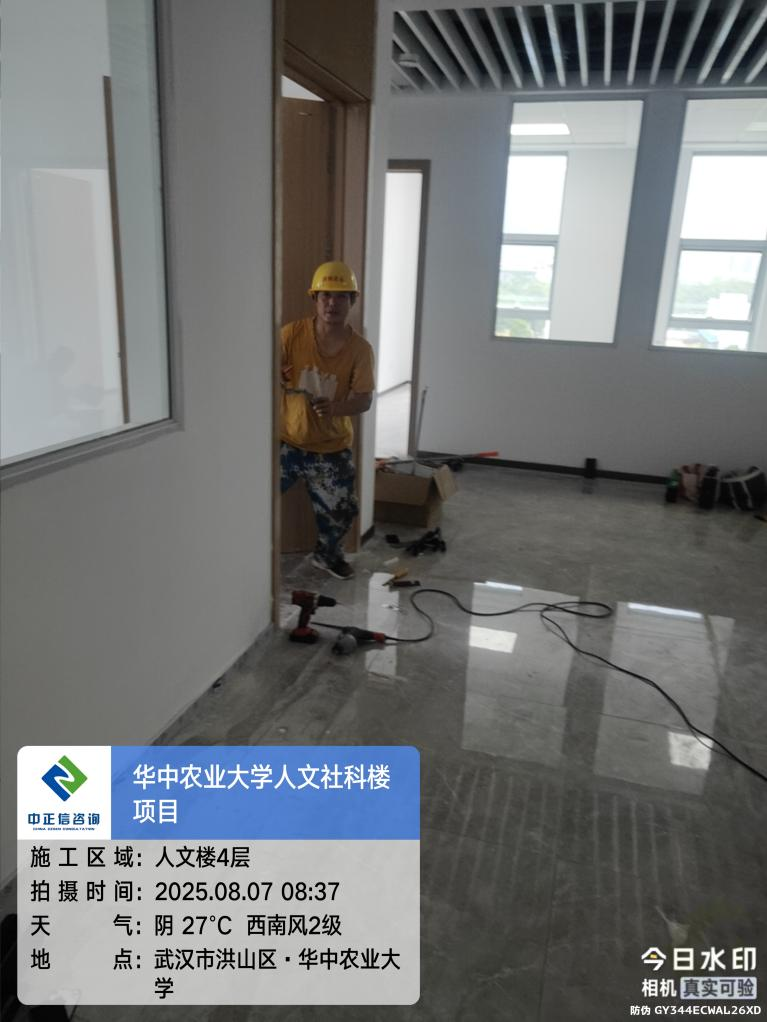 华中农业大学人文社科楼
项目
中正信咨询
施工区域：人文楼4层
拍摄时间：2025.08.07 08:37
天气：阴 27℃ 西南风2级
地点：武汉市洪山区·华中农业大
学
今日水印
相机 真实可验
防伪 GY344ECWAL26XD